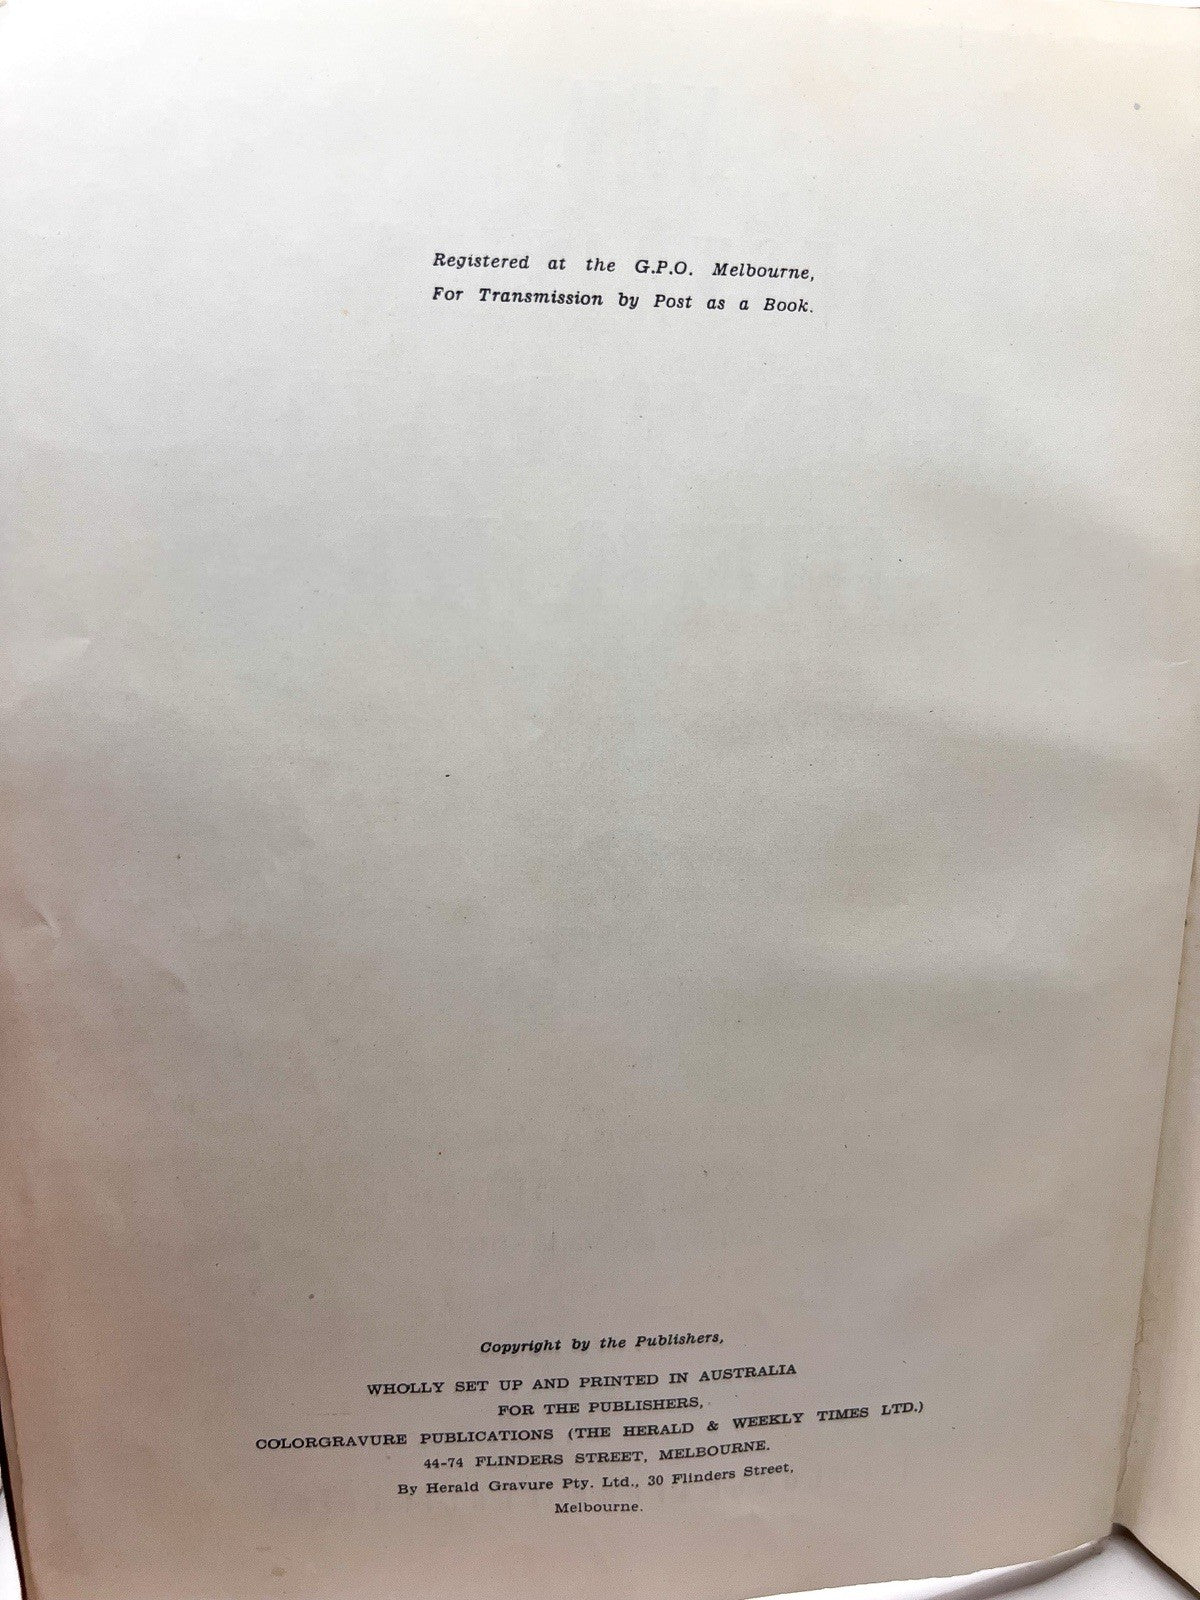 Registered at the G.P.O. Melbourne,
For Transmission by Post as a Book.
Copyright by the Publishers,
WHOLLY SET UP AND PRINTED IN AUSTRALIA
FOR THE PUBLISHERS,
COLORGRAVURE PUBLICATIONS (THE HERALD & WEEKLY TIMES LTD.)
44-74 FLINDERS STREET, MELBOURNE.
By Herald Gravure Pty. Ltd., 30 Flinders Street,
Melbourne.